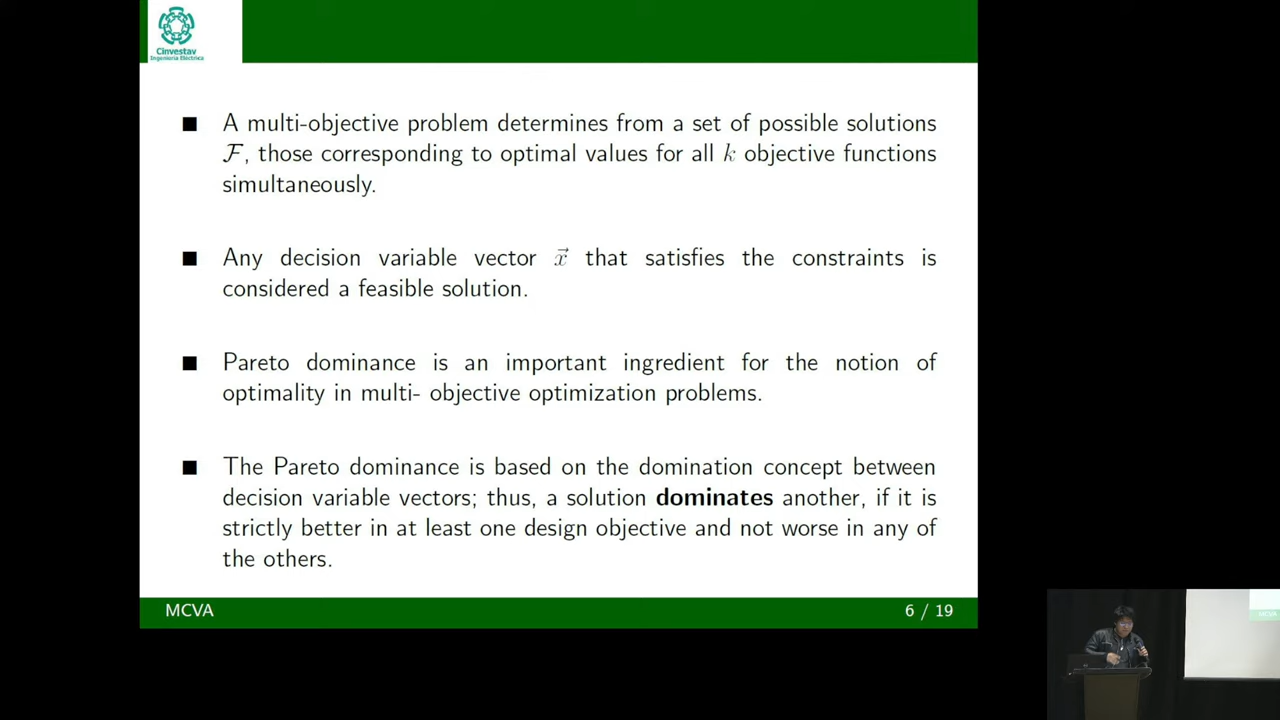 Cinvestav
Ingeniería Eléctrica
A multi-objective problem determines from a set of possible solutions
ℱ, those corresponding to optimal values for all k objective functions
simultaneously.
Any decision variable vector x⃗ that satisfies the constraints is
considered a feasible solution.
Pareto dominance is an important ingredient for the notion of
optimality in multi- objective optimization problems.
The Pareto dominance is based on the domination concept between
decision variable vectors; thus, a solution dominates another, if it is
strictly better in at least one design objective and not worse in any of
the others.
MCVA
6 / 19
MCVA